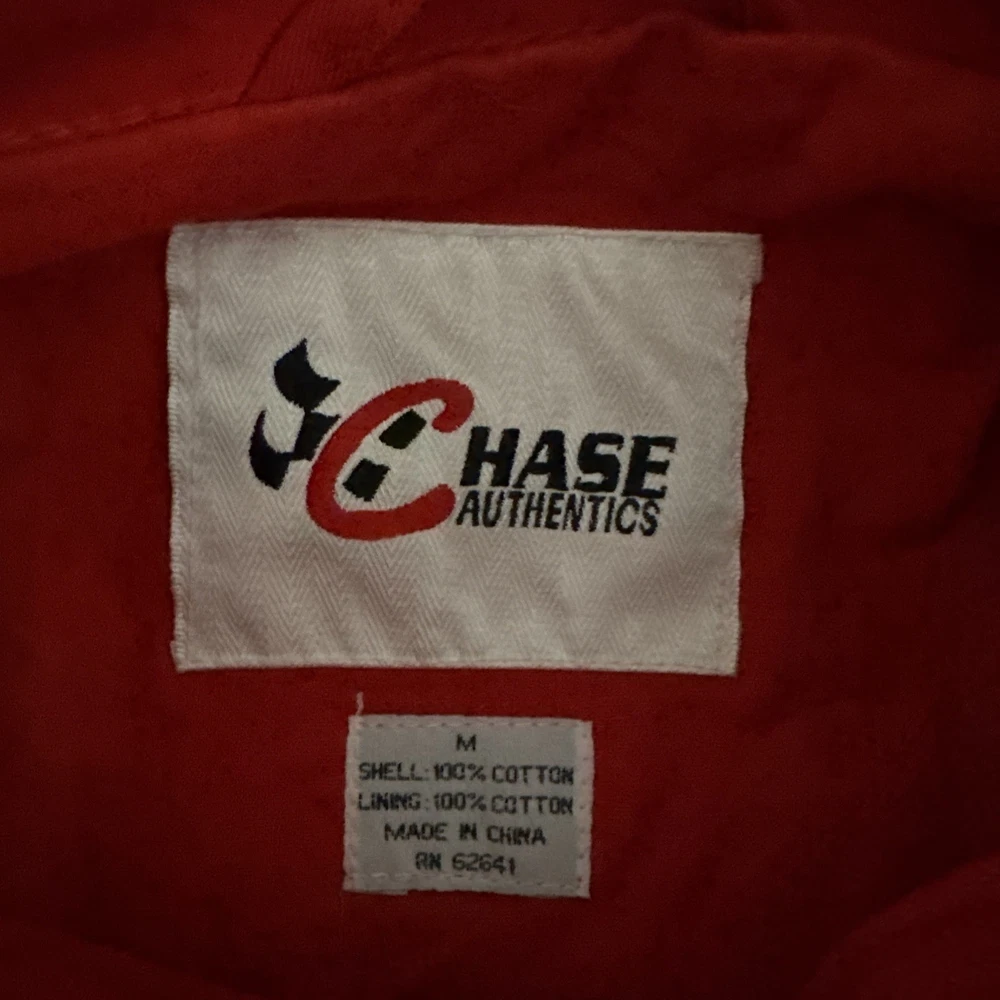 CHASE
AUTHENTICS
M
SHELL: 100% COTTON
LINING: 100% COTTON
MADE IN CHINA
RN 62641